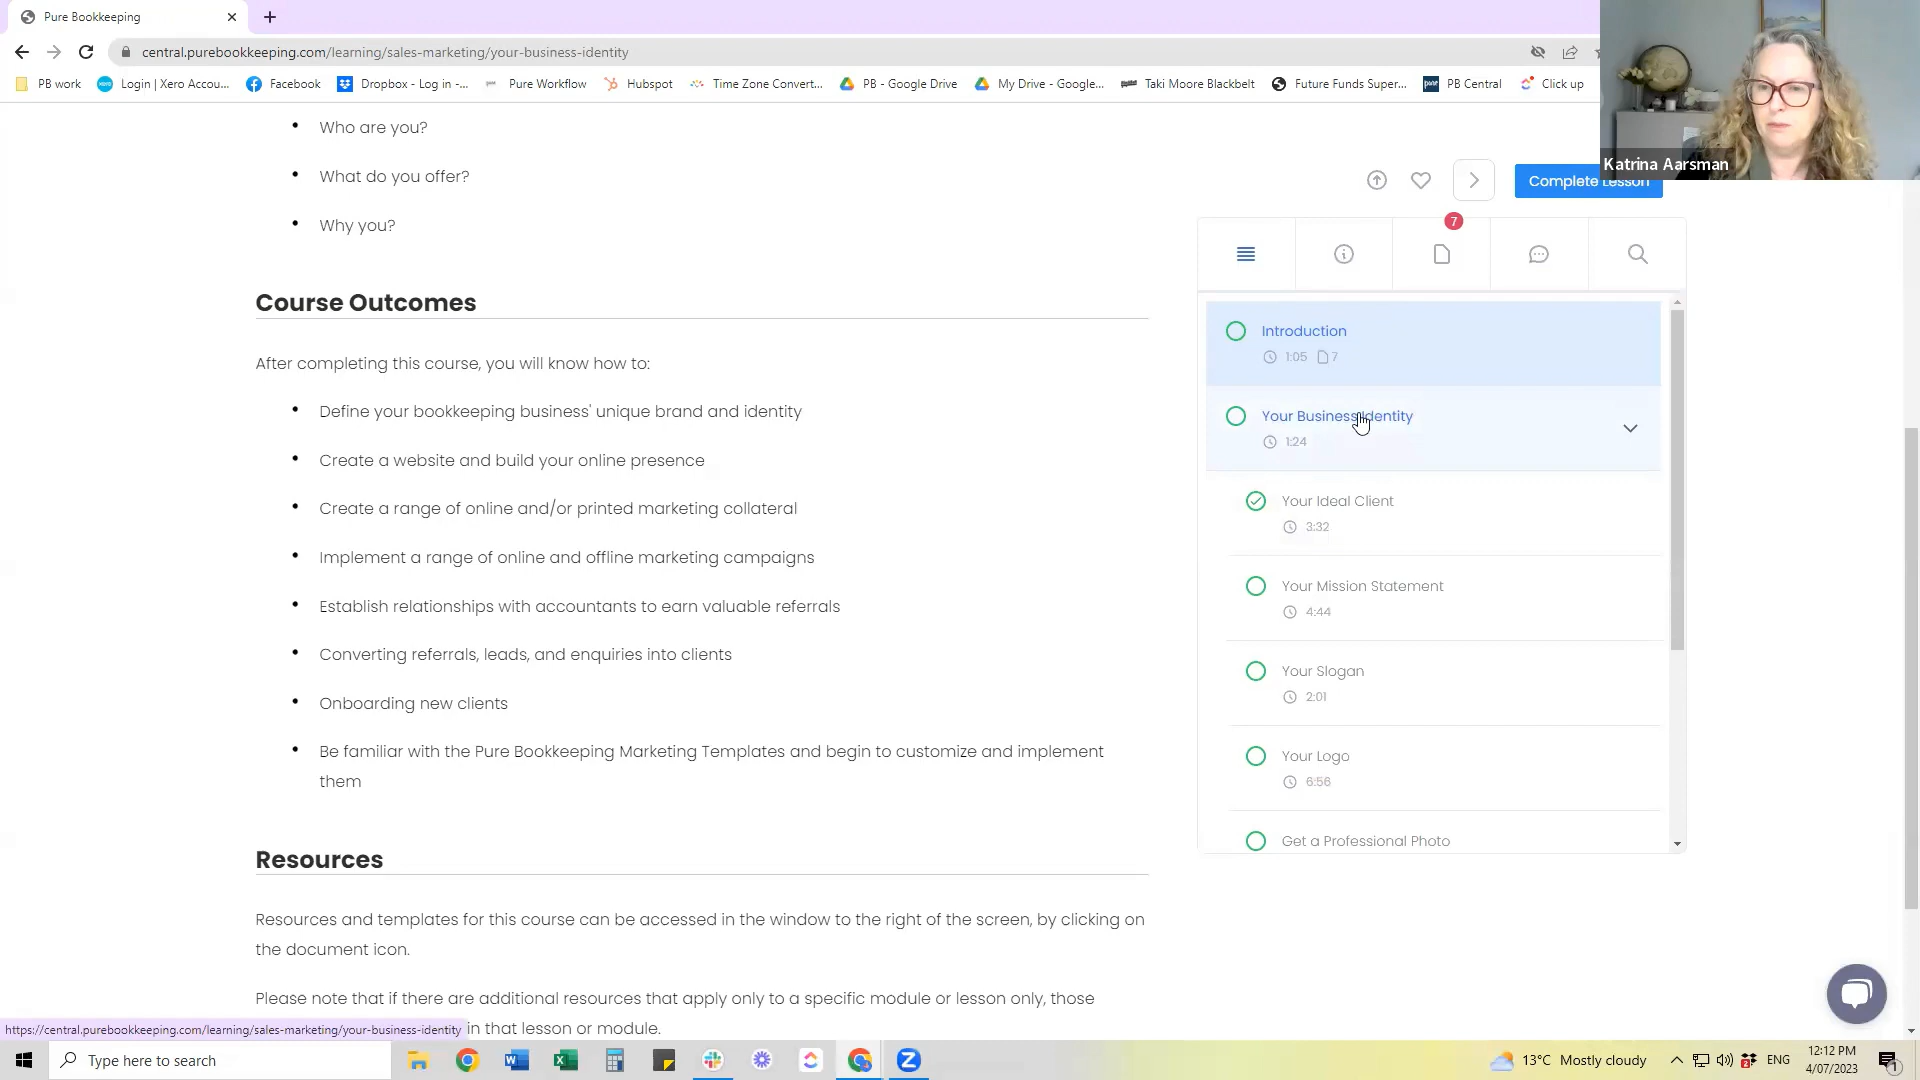 Pure Bookkeeping
central.purebookkeeping.com/learning/sales-marketing/your-business-identity
PB work
Login | Xero Accou...
Facebook
Dropbox - Log in -...
Pure Workflow
Hubspot
Time Zone Convert...
PB - Google Drive
My Drive - Google...
Taki Moore Blackbelt
Future Funds Super...
PB Central
Click up
Katrina Aarsman
Who are you?
What do you offer?
Why you?
Complete Lesson
7
Course Outcomes
After completing this course, you will know how to:
Define your bookkeeping business' unique brand and identity
Create a website and build your online presence
Create a range of online and/or printed marketing collateral
Implement a range of online and offline marketing campaigns
Establish relationships with accountants to earn valuable referrals
Converting referrals, leads, and enquiries into clients
Onboarding new clients
Be familiar with the Pure Bookkeeping Marketing Templates and begin to customize and implement
them
Resources
Resources and templates for this course can be accessed in the window to the right of the screen, by clicking on
the document icon.
Please note that if there are additional resources that apply only to a specific module or lesson only, those
in that lesson or module.
Introduction
1:05 7
Your Business Identity
1:24
Your Ideal Client
3:32
Your Mission Statement
4:44
Your Slogan
2:01
Your Logo
6:56
Get a Professional Photo
https://central.purebookkeeping.com/learning/sales-marketing/your-business-identity
Type here to search
13°C Mostly cloudy
ENG
12:12 PM
4/07/2023